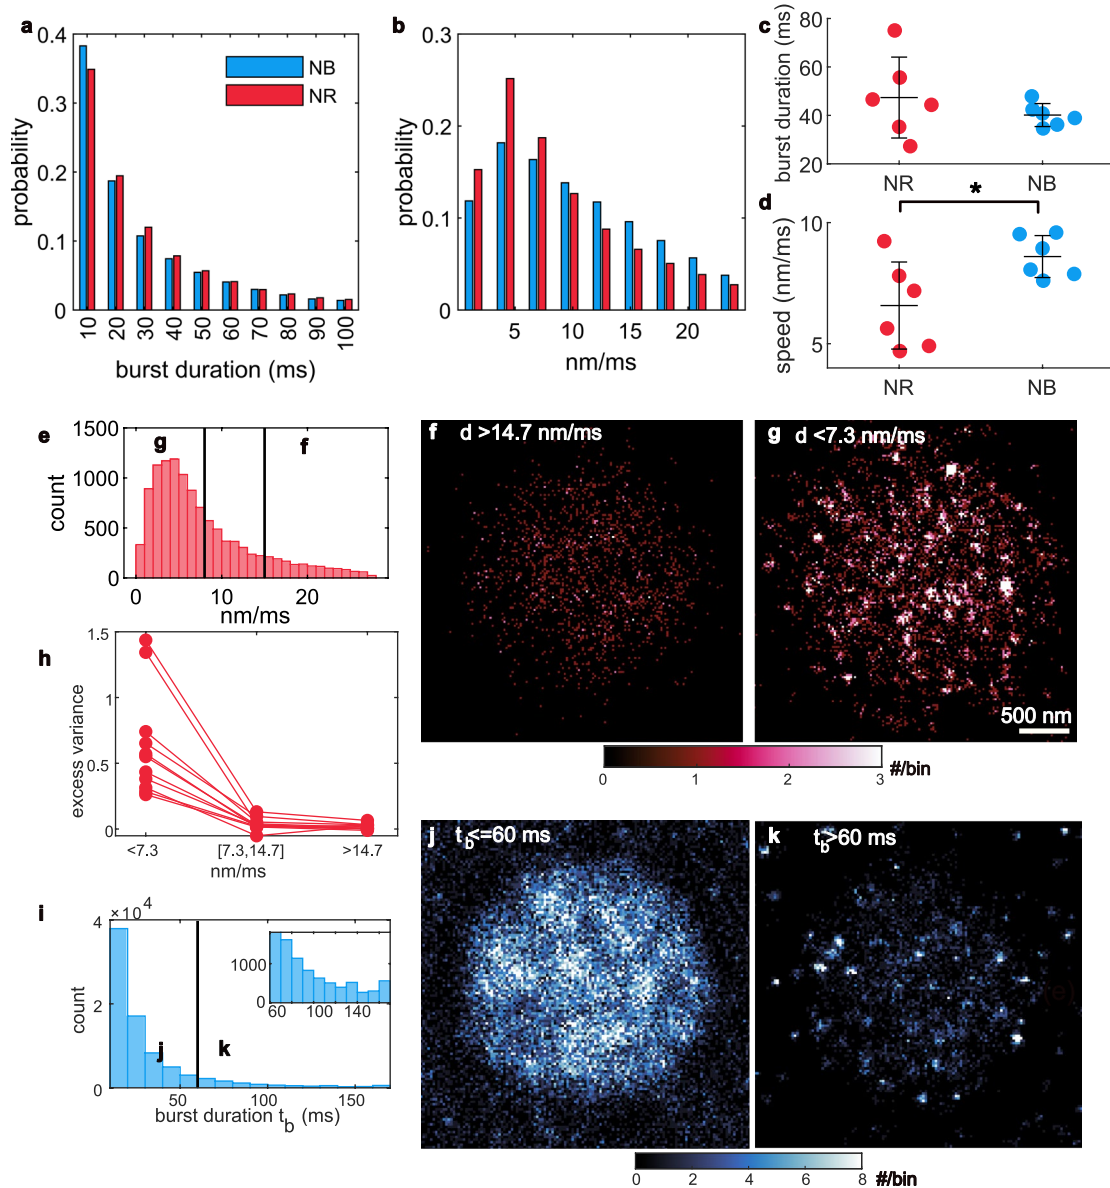 a
0.4
0.3
0.2
0.1
0
probability
NB
NR
10 20 30 40 50 60 70 80 90 100
burst duration (ms)
b
0.3
0.2
0.1
0
probability
5 10 15 20
nm/ms
c
80
60
40
20
burst duration (ms)
NR NB
*
d
10
5
speed (nm/ms)
NR NB
e
1500
1000
500
0
count
g f
0 20
nm/ms
f d >14.7 nm/ms
g d <7.3 nm/ms
500 nm
0 1 2 3
#/bin
h
1.5
1
0.5
0
excess variance
<7.3 [7.3,14.7] >14.7
nm/ms
i
×10⁴
4
2
0
count
j k
1000
0
60 100 140
50 100 150
burst duration t_b (ms)
j t_b<=60 ms
k t_b>60 ms
0 2 4 6 8
#/bin